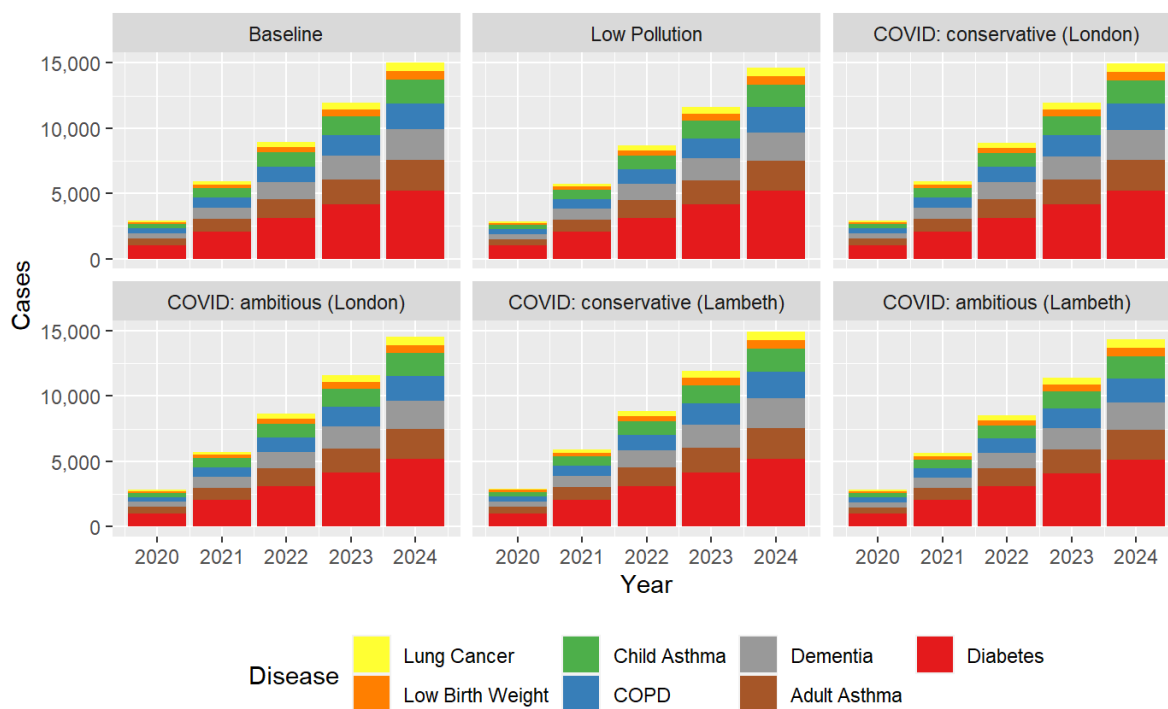 Baseline
Low Pollution
COVID: conservative (London)
15,000
10,000
5,000
0
COVID: ambitious (London)
COVID: conservative (Lambeth)
COVID: ambitious (Lambeth)
15,000
10,000
5,000
0
Cases
2020 2021 2022 2023 2024
2020 2021 2022 2023 2024
2020 2021 2022 2023 2024
Year
Disease
Lung Cancer
Child Asthma
Dementia
Diabetes
Low Birth Weight
COPD
Adult Asthma